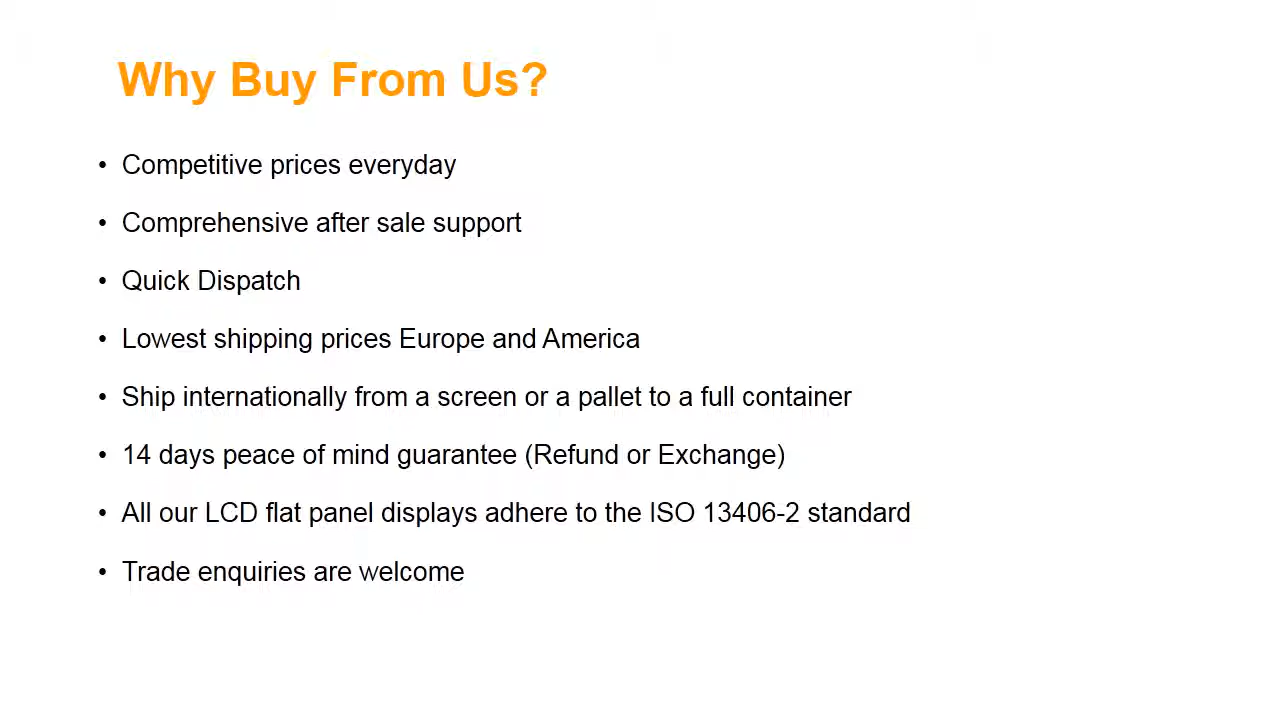 Why Buy From Us?
• Competitive prices everyday
• Comprehensive after sale support
• Quick Dispatch
• Lowest shipping prices Europe and America
• Ship internationally from a screen or a pallet to a full container
• 14 days peace of mind guarantee (Refund or Exchange)
• All our LCD flat panel displays adhere to the ISO 13406-2 standard
• Trade enquiries are welcome